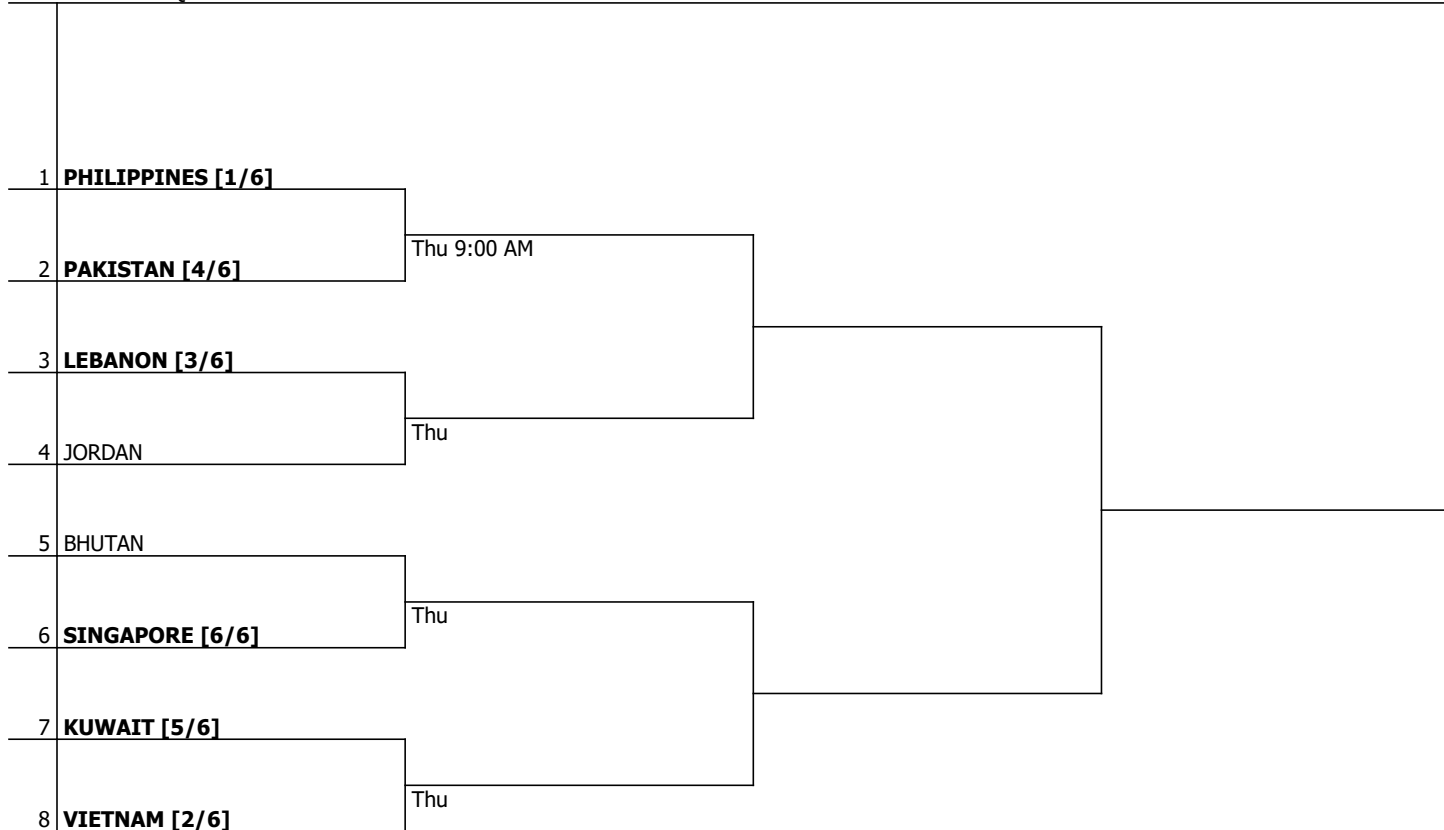 1 PHILIPPINES [1/6]
Thu 9:00 AM
2 PAKISTAN [4/6]
3 LEBANON [3/6]
Thu
4 JORDAN
5 BHUTAN
Thu
6 SINGAPORE [6/6]
7 KUWAIT [5/6]
Thu
8 VIETNAM [2/6]